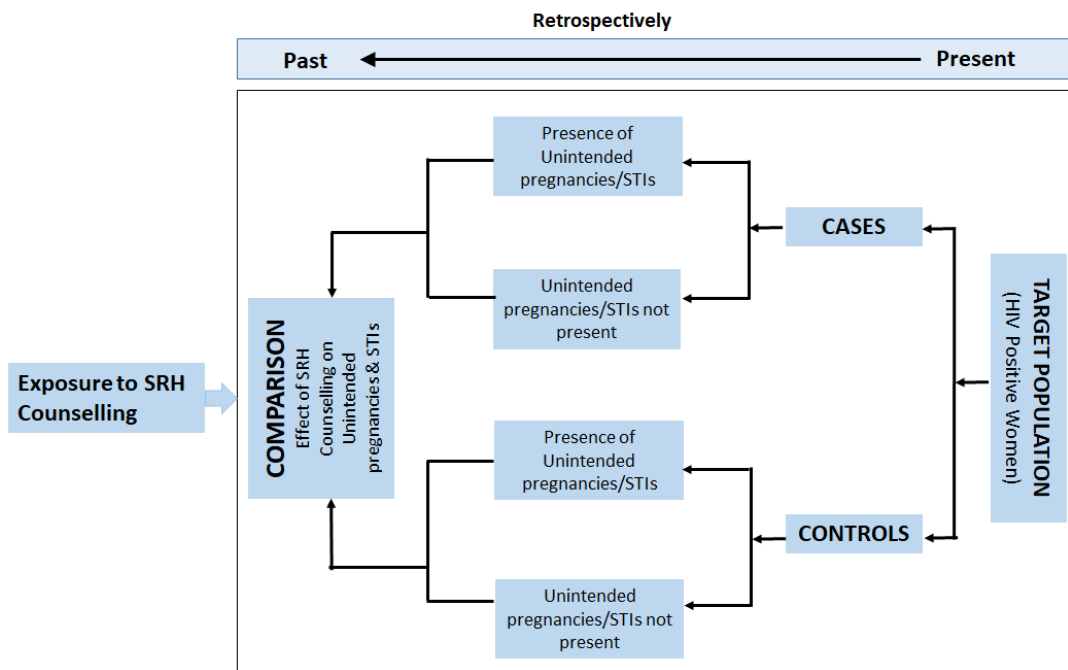 Retrospectively
Past
Present
Presence of
Unintended
pregnancies/STIs
CASES
Unintended
pregnancies/STIs not
present
TARGET POPULATION
(HIV Positive Women)
Exposure to SRH
Counselling
COMPARISON
Effect of SRH
Counselling on
Unintended
pregnancies & STIs
Presence of
Unintended
pregnancies/STIs
CONTROLS
Unintended
pregnancies/STIs not
present